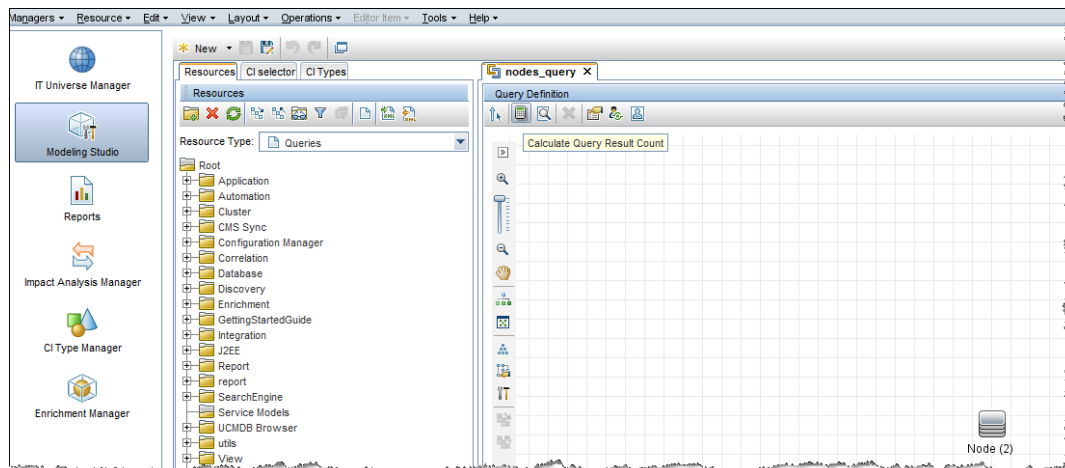 Managers Resource Edit View Layout Operations Editor Item Tools Help
New
IT Universe Manager
Modeling Studio
Reports
Impact Analysis Manager
CI Type Manager
Enrichment Manager
Resources CI selector CI Types
Resources
Resource Type: Queries
Root
Application
Automation
Cluster
CMS Sync
Configuration Manager
Correlation
Database
Discovery
Enrichment
GettingStartedGuide
Integration
J2EE
Report
report
SearchEngine
Service Models
UCMDB Browser
utils
View
nodes_query X
Query Definition
Calculate Query Result Count
Node (2)